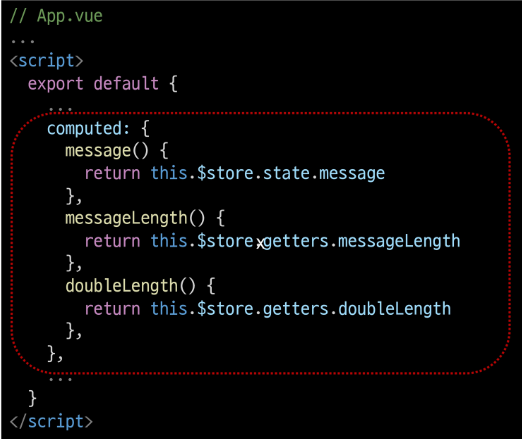 // App.vue
...
<script>
export default {
...
computed: {
message() {
return this.$store.state.message
},
messageLength() {
return this.$store.getters.messageLength
},
doubleLength() {
return this.$store.getters.doubleLength
},
},
...
}
</script>